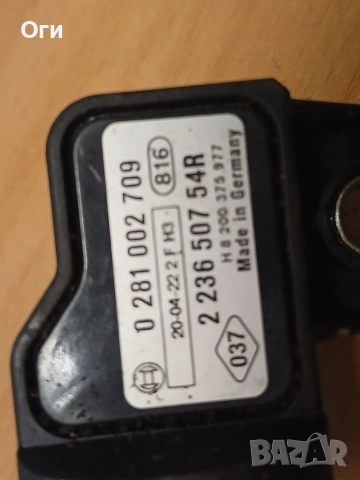 Оги
0 281 002 709
816
20-04-22 2 F H3
2 236 507 54R
H 8 200 375 977
Made in Germany
037
BAZAR